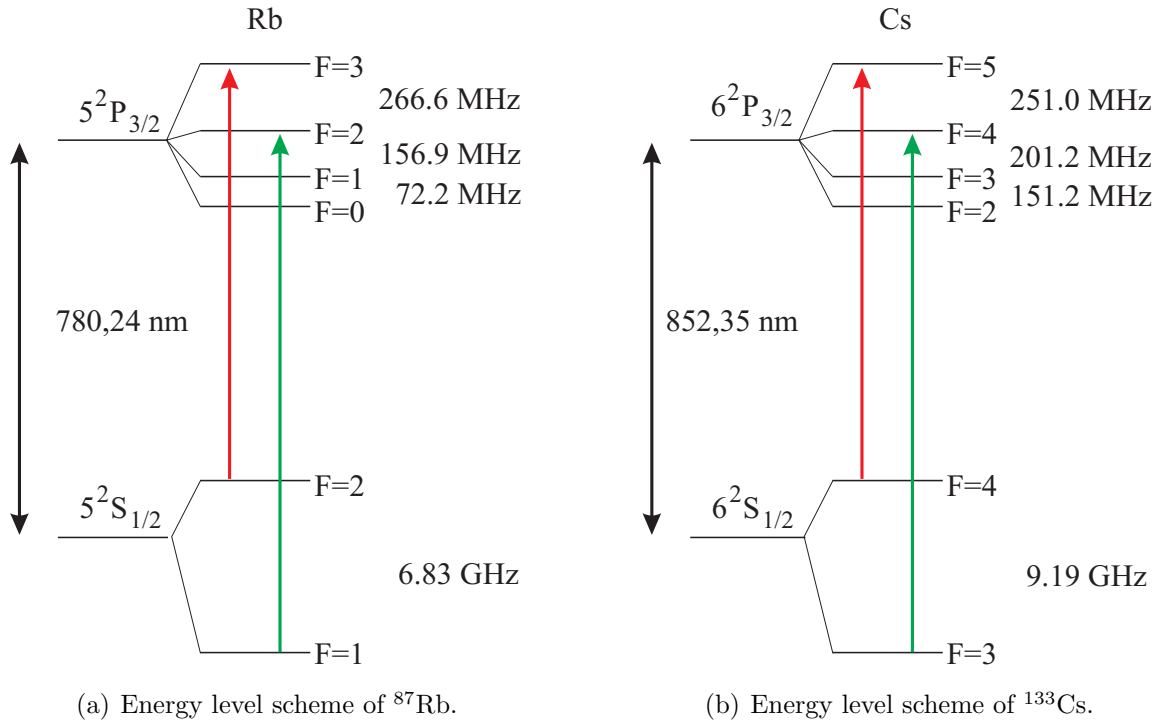 Rb
F=3
5²P₃/₂
266.6 MHz
F=2
156.9 MHz
F=1
72.2 MHz
F=0
780,24 nm
F=2
5²S₁/₂
6.83 GHz
F=1
(a) Energy level scheme of ⁸⁷Rb.
Cs
F=5
6²P₃/₂
251.0 MHz
F=4
201.2 MHz
F=3
151.2 MHz
F=2
852,35 nm
F=4
6²S₁/₂
9.19 GHz
F=3
(b) Energy level scheme of ¹³³Cs.